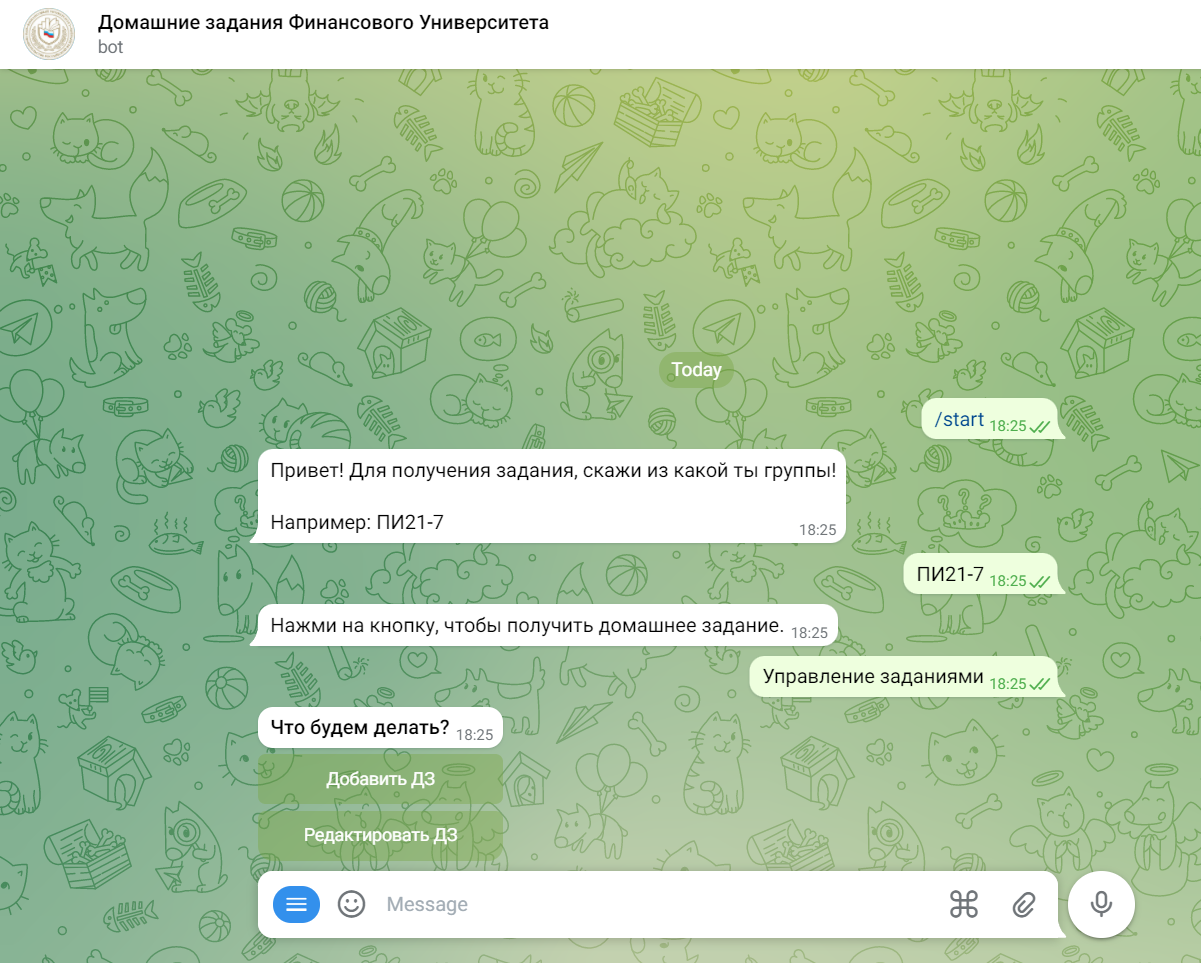 Домашние задания Финансового Университета
bot
Today
/start 18:25
Привет! Для получения задания, скажи из какой ты группы!
Например: ПИ21-7 18:25
ПИ21-7 18:25
Нажми на кнопку, чтобы получить домашнее задание. 18:25
Управление заданиями 18:25
Что будем делать? 18:25
Добавить ДЗ
Редактировать ДЗ
Message